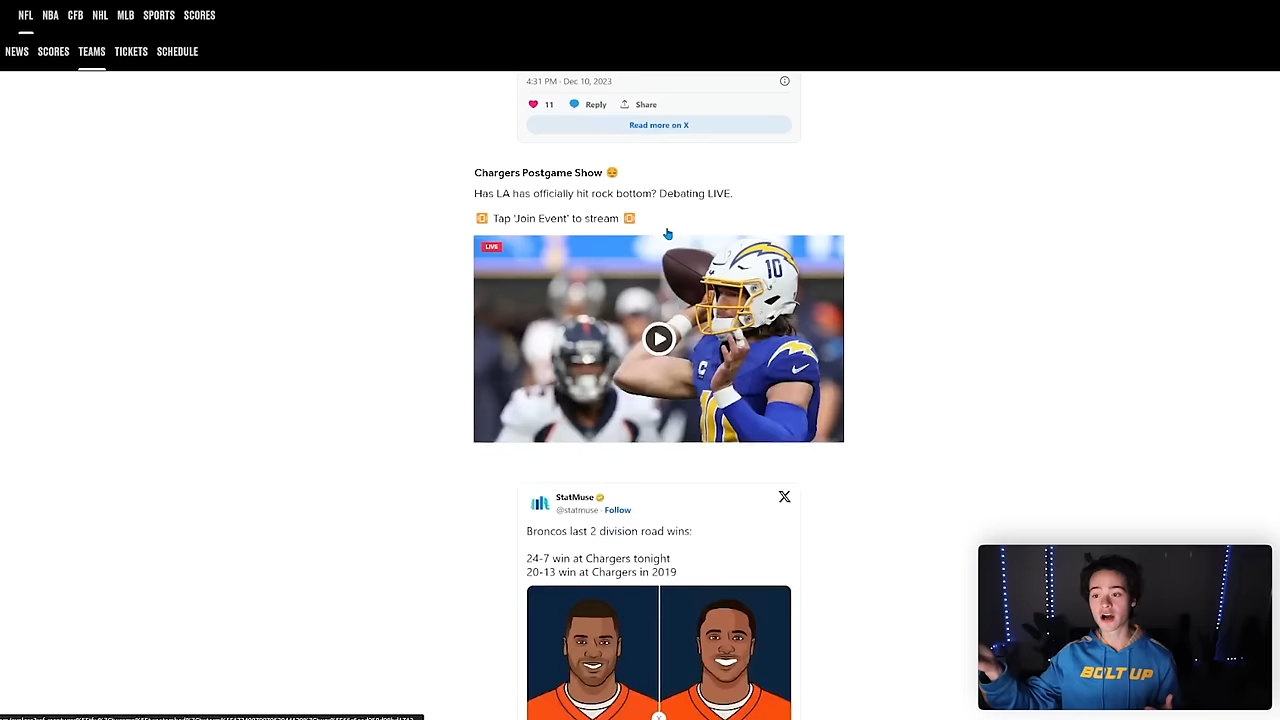 NFL NBA CFB NHL MLB SPORTS SCORES
NEWS SCORES TEAMS TICKETS SCHEDULE
4:31 PM · Dec 10, 2023
11 Reply Share
Read more on X
Chargers Postgame Show 😔
Has LA has officially hit rock bottom? Debating LIVE.
Tap 'Join Event' to stream
LIVE
10
C
StatMuse
@statmuse · Follow
Broncos last 2 division road wins:
24-7 win at Chargers tonight
20-13 win at Chargers in 2019
BOLT UP